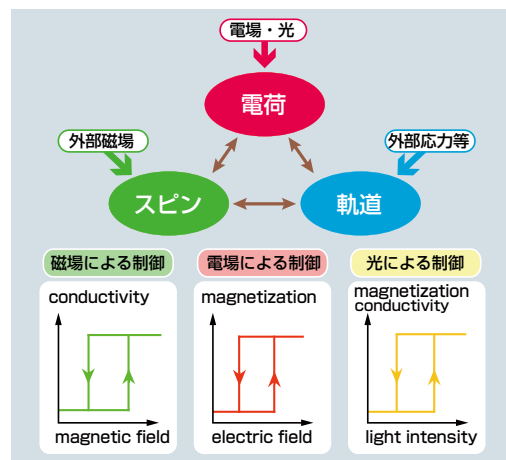 電場・光
電荷
外部磁場
外部応力等
スピン
軌道
磁場による制御
電場による制御
光による制御
conductivity
magnetic field
magnetization
electric field
magnetization
conductivity
light intensity